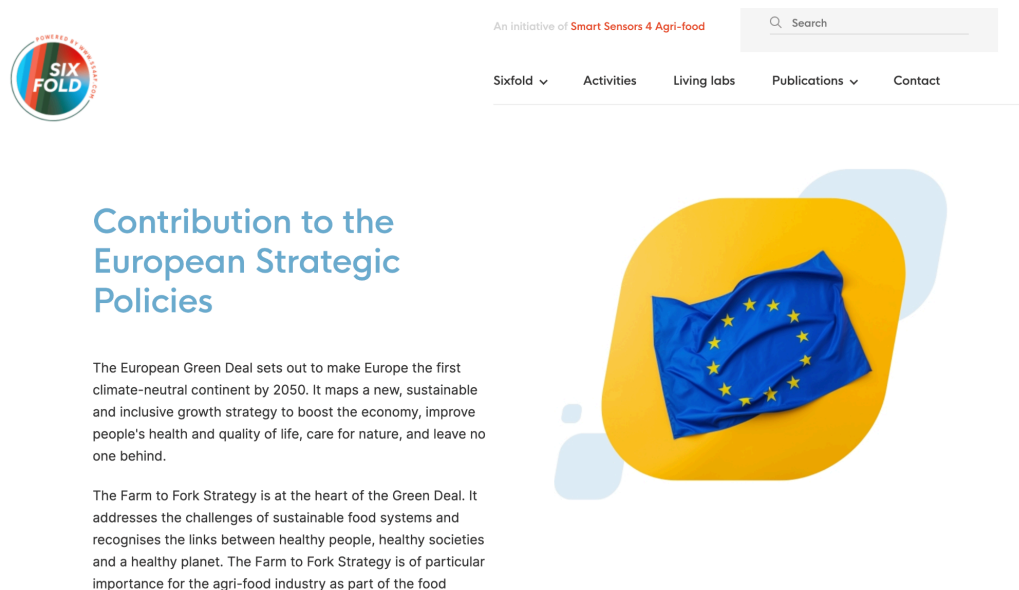 POWERED BY WWW.SS4AF.COM
SIX
FOLD
An initiative of Smart Sensors 4 Agri-food
Search
Sixfold
Activities
Living labs
Publications
Contact
Contribution to the
European Strategic
Policies
The European Green Deal sets out to make Europe the first
climate-neutral continent by 2050. It maps a new, sustainable
and inclusive growth strategy to boost the economy, improve
people's health and quality of life, care for nature, and leave no
one behind.
The Farm to Fork Strategy is at the heart of the Green Deal. It
addresses the challenges of sustainable food systems and
recognises the links between healthy people, healthy societies
and a healthy planet. The Farm to Fork Strategy is of particular
importance for the agri-food industry as part of the food